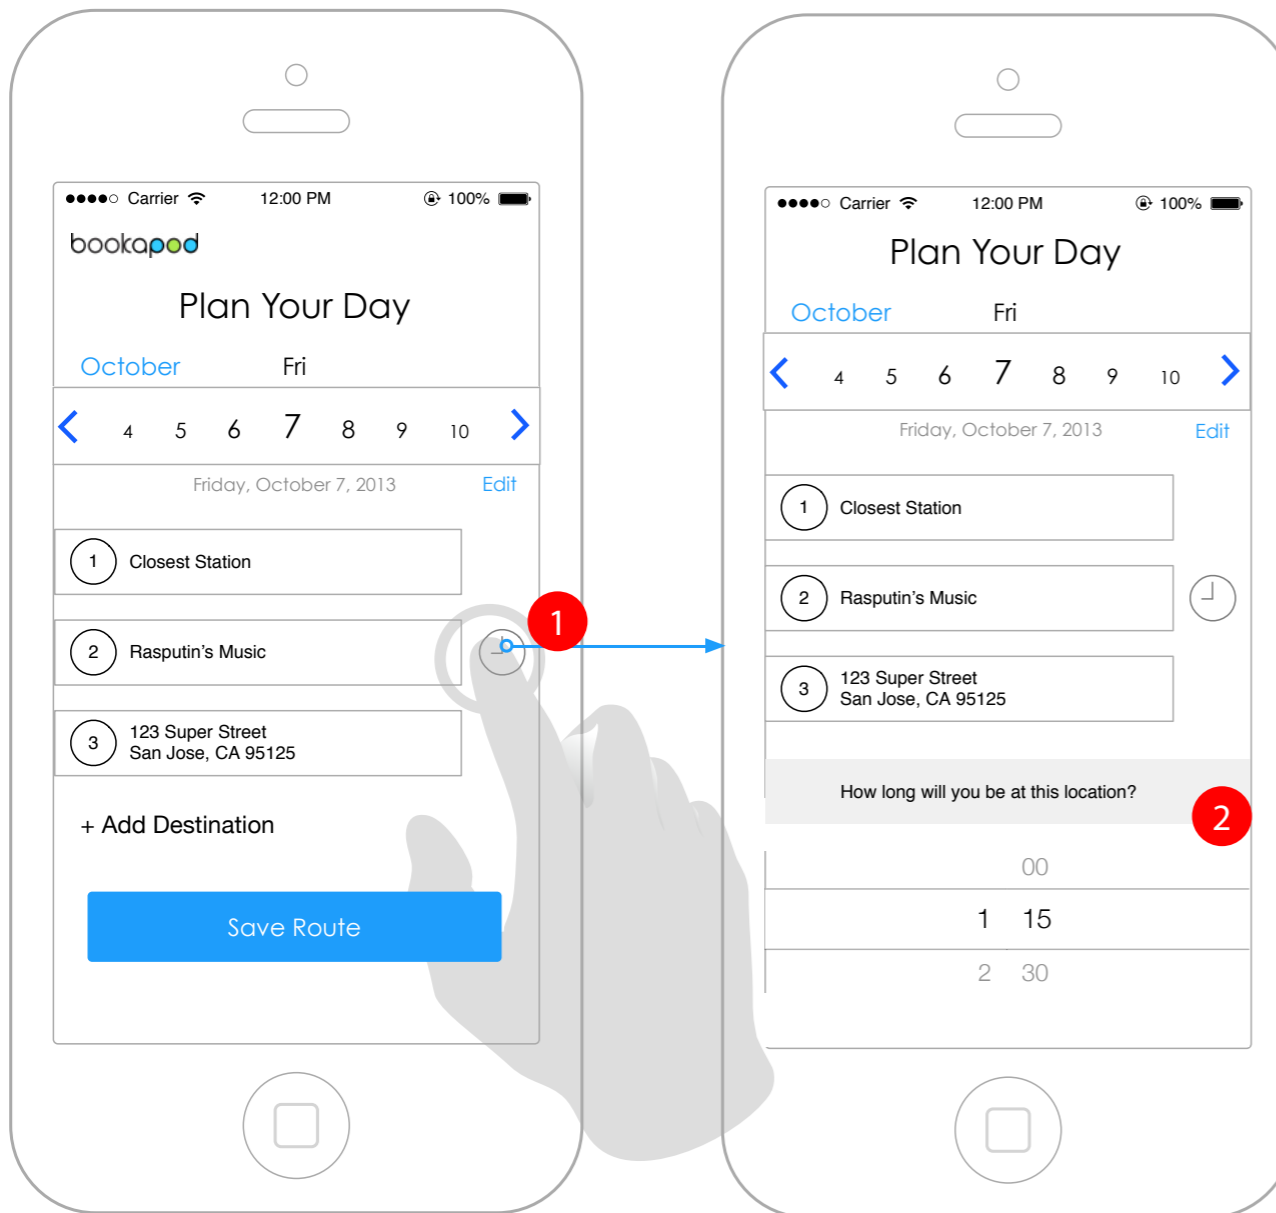 Carrier 12:00 PM 100%
bookapod
Plan Your Day
October Fri
4 5 6 7 8 9 10
Friday, October 7, 2013 Edit
1 Closest Station
2 Rasputin's Music
3 123 Super Street
San Jose, CA 95125
+ Add Destination
Save Route
1
Carrier 12:00 PM 100%
Plan Your Day
October Fri
4 5 6 7 8 9 10
Friday, October 7, 2013 Edit
1 Closest Station
2 Rasputin's Music
3 123 Super Street
San Jose, CA 95125
How long will you be at this location?
2
00
1 15
2 30